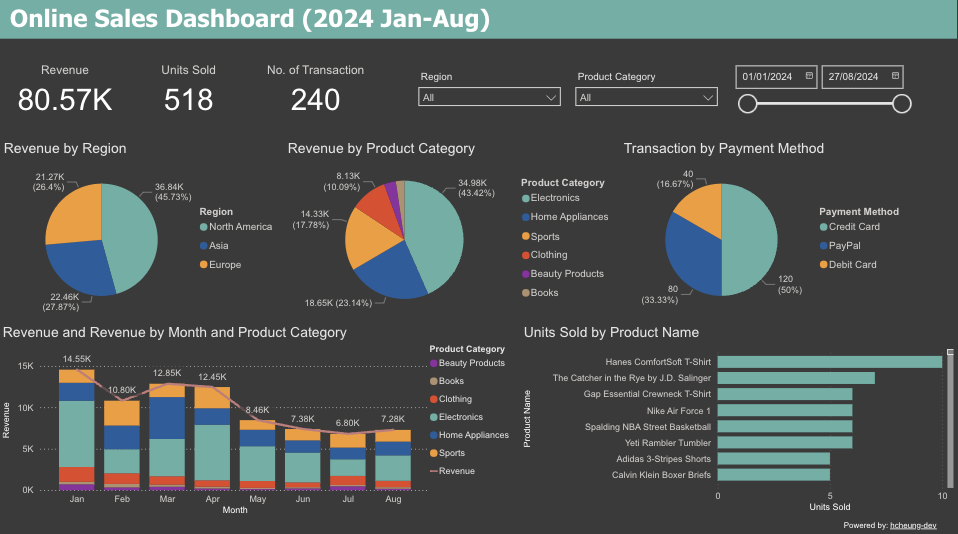 Online Sales Dashboard (2024 Jan-Aug)
Revenue
80.57K
Units Sold
518
No. of Transaction
240
Region
All
Product Category
All
01/01/2024
27/08/2024
Revenue by Region
21.27K
(26.4%)
36.84K
(45.73%)
22.46K
(27.87%)
Region
North America
Asia
Europe
Revenue by Product Category
8.13K
(10.09%)
34.98K
(43.42%)
14.33K
(17.78%)
18.65K (23.14%)
Product Category
Electronics
Home Appliances
Sports
Clothing
Beauty Products
Books
Transaction by Payment Method
40
(16.67%)
80
(33.33%)
120
(50%)
Payment Method
Credit Card
PayPal
Debit Card
Revenue and Revenue by Month and Product Category
Revenue
15K
10K
5K
0K
14.55K
10.80K
12.85K
12.45K
8.46K
7.38K
6.80K
7.28K
Jan Feb Mar Apr May Jun Jul Aug
Month
Product Category
Beauty Products
Books
Clothing
Electronics
Home Appliances
Sports
Revenue
Units Sold by Product Name
Product Name
Hanes ComfortSoft T-Shirt
The Catcher in the Rye by J.D. Salinger
Gap Essential Crewneck T-Shirt
Nike Air Force 1
Spalding NBA Street Basketball
Yeti Rambler Tumbler
Adidas 3-Stripes Shorts
Calvin Klein Boxer Briefs
0 5 10
Units Sold
Powered by: hcheung-dev